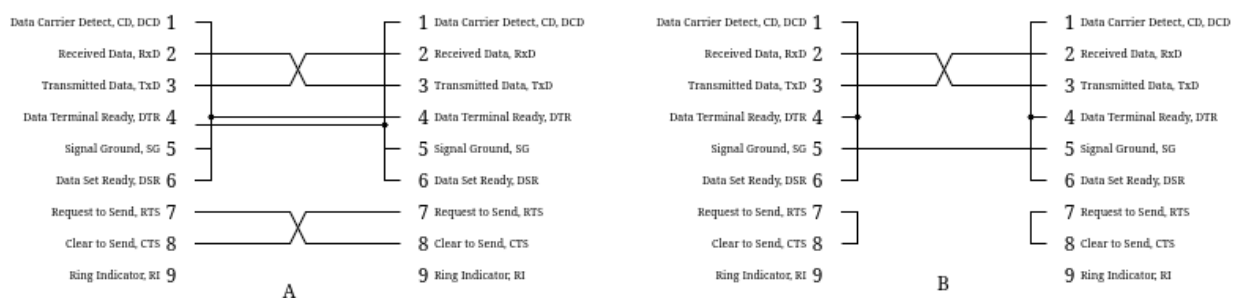 Data Carrier Detect, CD, DCD 1 1 Data Carrier Detect, CD, DCD
Received Data, RxD 2 2 Received Data, RxD
Transmitted Data, TxD 3 3 Transmitted Data, TxD
Data Terminal Ready, DTR 4 4 Data Terminal Ready, DTR
Signal Ground, SG 5 5 Signal Ground, SG
Data Set Ready, DSR 6 6 Data Set Ready, DSR
Request to Send, RTS 7 7 Request to Send, RTS
Clear to Send, CTS 8 8 Clear to Send, CTS
Ring Indicator, RI 9 9 Ring Indicator, RI
A
Data Carrier Detect, CD, DCD 1 1 Data Carrier Detect, CD, DCD
Received Data, RxD 2 2 Received Data, RxD
Transmitted Data, TxD 3 3 Transmitted Data, TxD
Data Terminal Ready, DTR 4 4 Data Terminal Ready, DTR
Signal Ground, SG 5 5 Signal Ground, SG
Data Set Ready, DSR 6 6 Data Set Ready, DSR
Request to Send, RTS 7 7 Request to Send, RTS
Clear to Send, CTS 8 8 Clear to Send, CTS
Ring Indicator, RI 9 9 Ring Indicator, RI
B